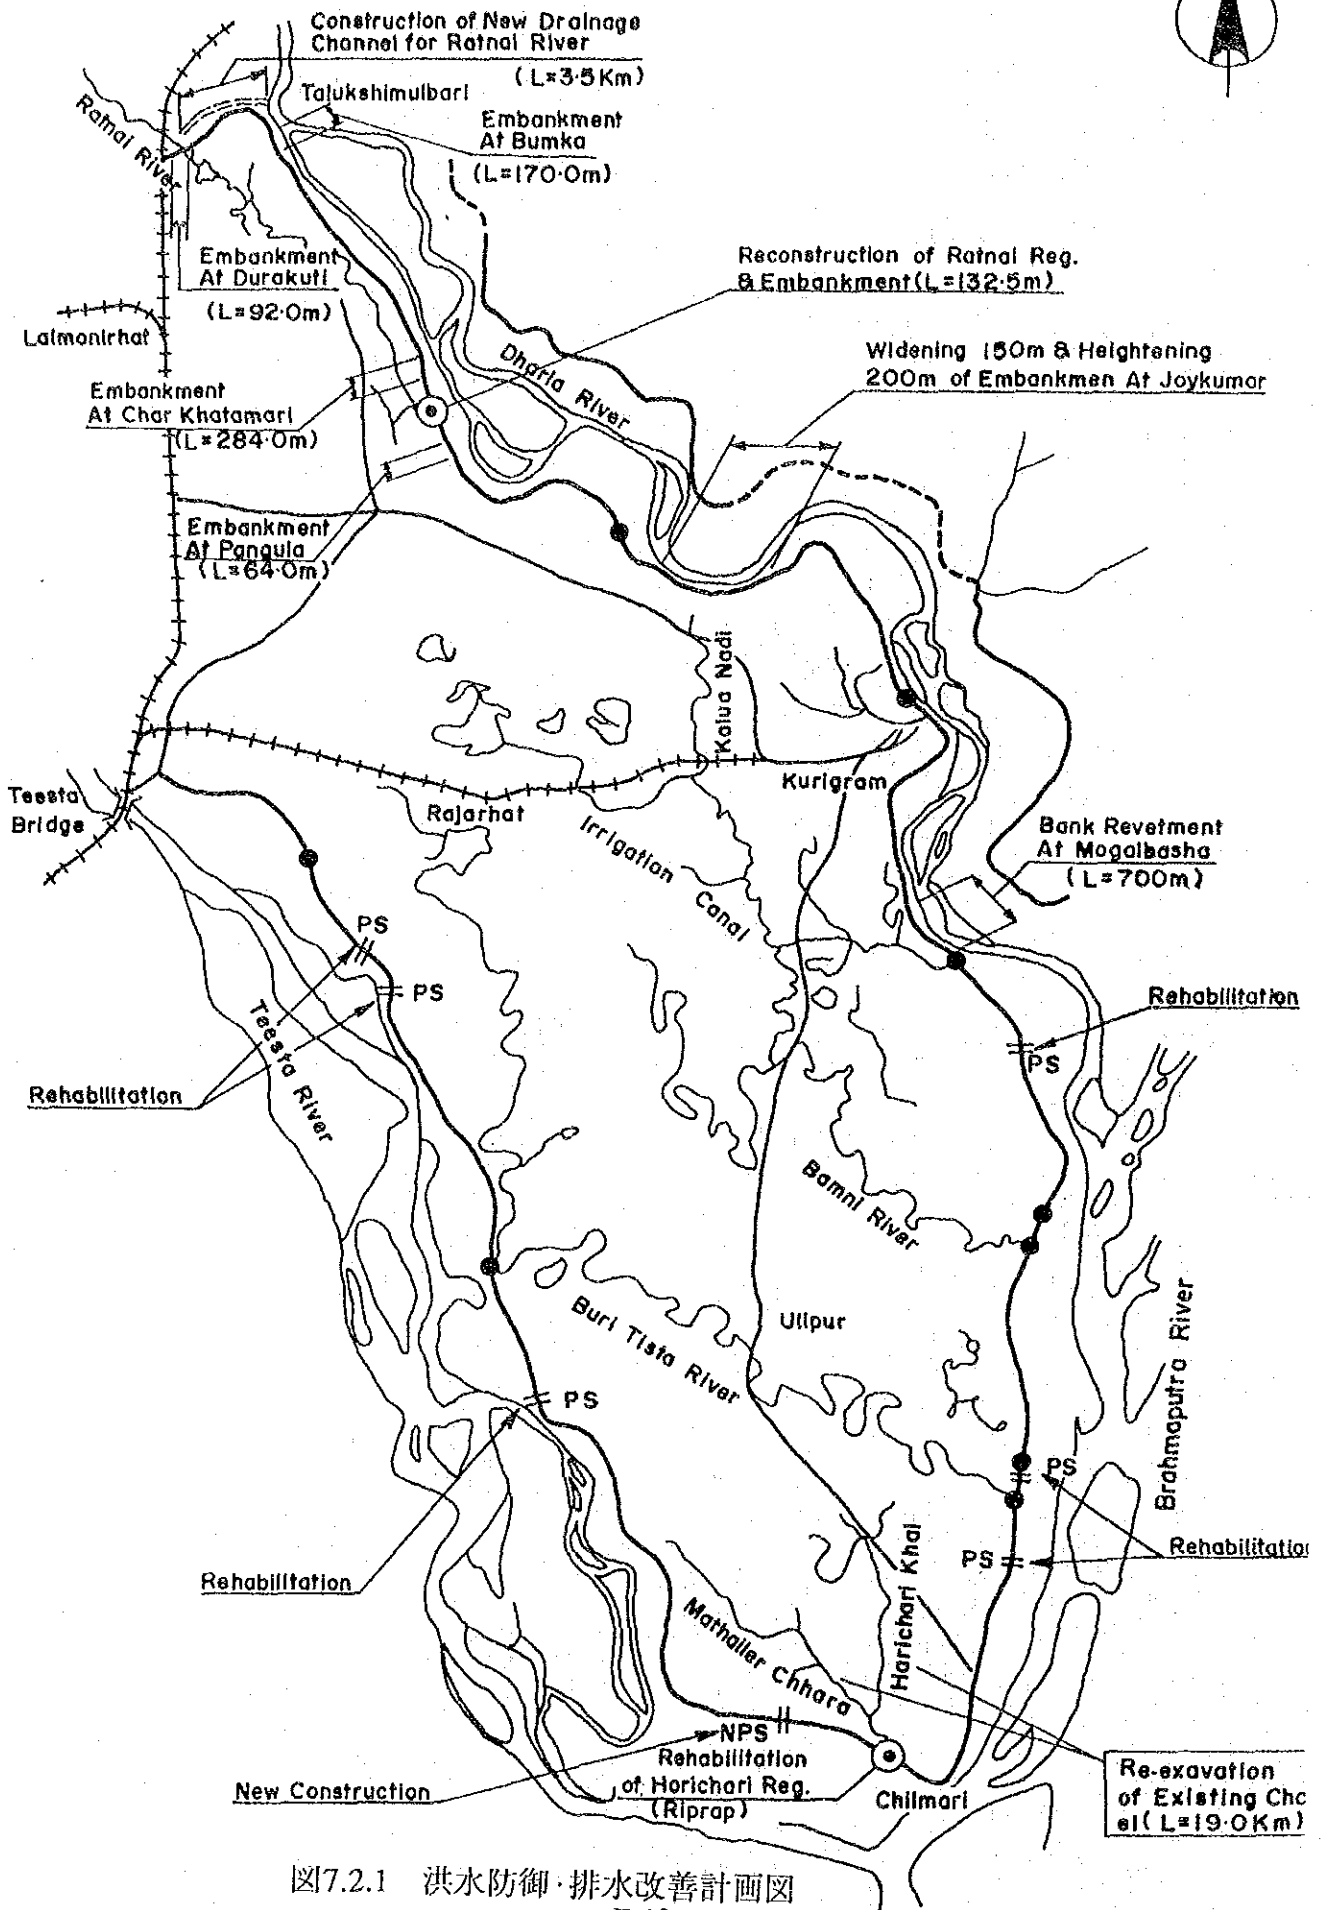 Construction of New Drainage
Channel for Ratnai River
(L=3.5Km)
Ratnai River
Talukshimulbari
Embankment
At Bumka
(L=170.0m)
Embankment
At Durakuti
(L=92.0m)
Reconstruction of Ratnai Reg.
& Embankment(L=132.5m)
Lalmonirhat
Dharla River
Widening 150m & Heightening
200m of Embankmen At Joykumar
Embankment
At Char Khatamari
(L=284.0m)
Embankment
At Pangula
(L=64.0m)
Kalua Nadi
Teesta
Bridge
Rajarhat
Kurigram
Irrigation Canal
Bank Revetment
At Mogalbasha
(L=700m)
PS
PS
Rehabilitation
PS
Teesta River
Rehabilitation
Bamni River
Buri Tista River
Ulipur
Brahmaputra River
PS
PS
Rehabilitation
PS
Rehabilitatio
Harichari Khal
Mathailer Chhara
NPS
Rehabilitation
of Horichari Reg.
(Riprap)
New Construction
Chilmari
Re-exavation
of Existing Cha
el(L=19.0Km)
図7.2.1 洪水防御·排水改善計画図